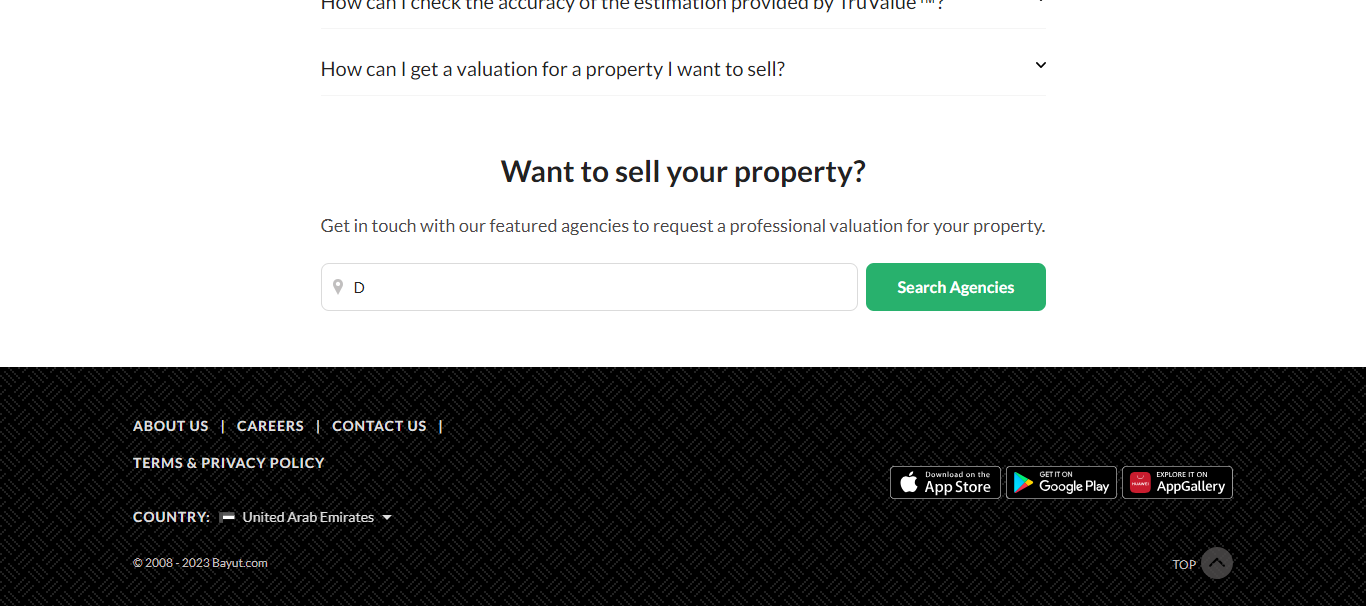 How can I check the accuracy of the estimation provided by TruValue™?
How can I get a valuation for a property I want to sell?
Want to sell your property?
Get in touch with our featured agencies to request a professional valuation for your property.
D
Search Agencies
ABOUT US | CAREERS | CONTACT US |
TERMS & PRIVACY POLICY
Download on the
App Store
GET IT ON
Google Play
HUAWEI
EXPLORE IT ON
AppGallery
COUNTRY: United Arab Emirates
© 2008 - 2023 Bayut.com
TOP